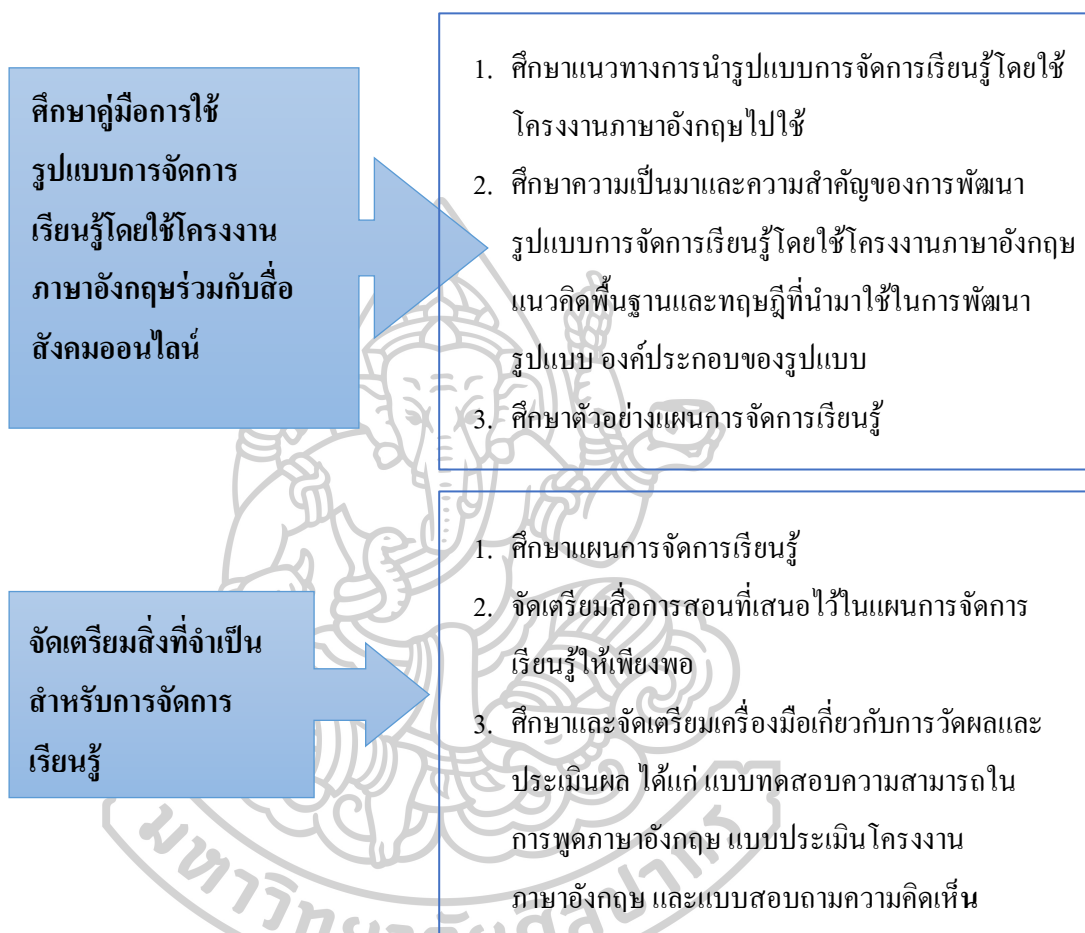 ศึกษาคู่มือการใช้
รูปแบบการจัดการ
เรียนรู้โดยใช้โครงงาน
ภาษาอังกฤษร่วมกับสื่อ
สังคมออนไลน์
1. ศึกษาแนวทางการนำรูปแบบการจัดการเรียนรู้โดยใช้
โครงงานภาษาอังกฤษไปใช้
2. ศึกษาความเป็นมาและความสำคัญของการพัฒนา
รูปแบบการจัดการเรียนรู้โดยใช้โครงงานภาษาอังกฤษ
แนวคิดพื้นฐานและทฤษฎีที่นำมาใช้ในการพัฒนา
รูปแบบ องค์ประกอบของรูปแบบ
3. ศึกษาตัวอย่างแผนการจัดการเรียนรู้
จัดเตรียมสิ่งที่จำเป็น
สำหรับการจัดการ
เรียนรู้
1. ศึกษาแผนการจัดการเรียนรู้
2. จัดเตรียมสื่อการสอนที่เสนอไว้ในแผนการจัดการ
เรียนรู้ให้เพียงพอ
3. ศึกษาและจัดเตรียมเครื่องมือเกี่ยวกับการวัดผลและ
ประเมินผล ได้แก่ แบบทดสอบความสามารถใน
การพูดภาษาอังกฤษ แบบประเมินโครงงาน
ภาษาอังกฤษ และแบบสอบถามความคิดเห็น
มหาวิทยาลัยศิลปากร